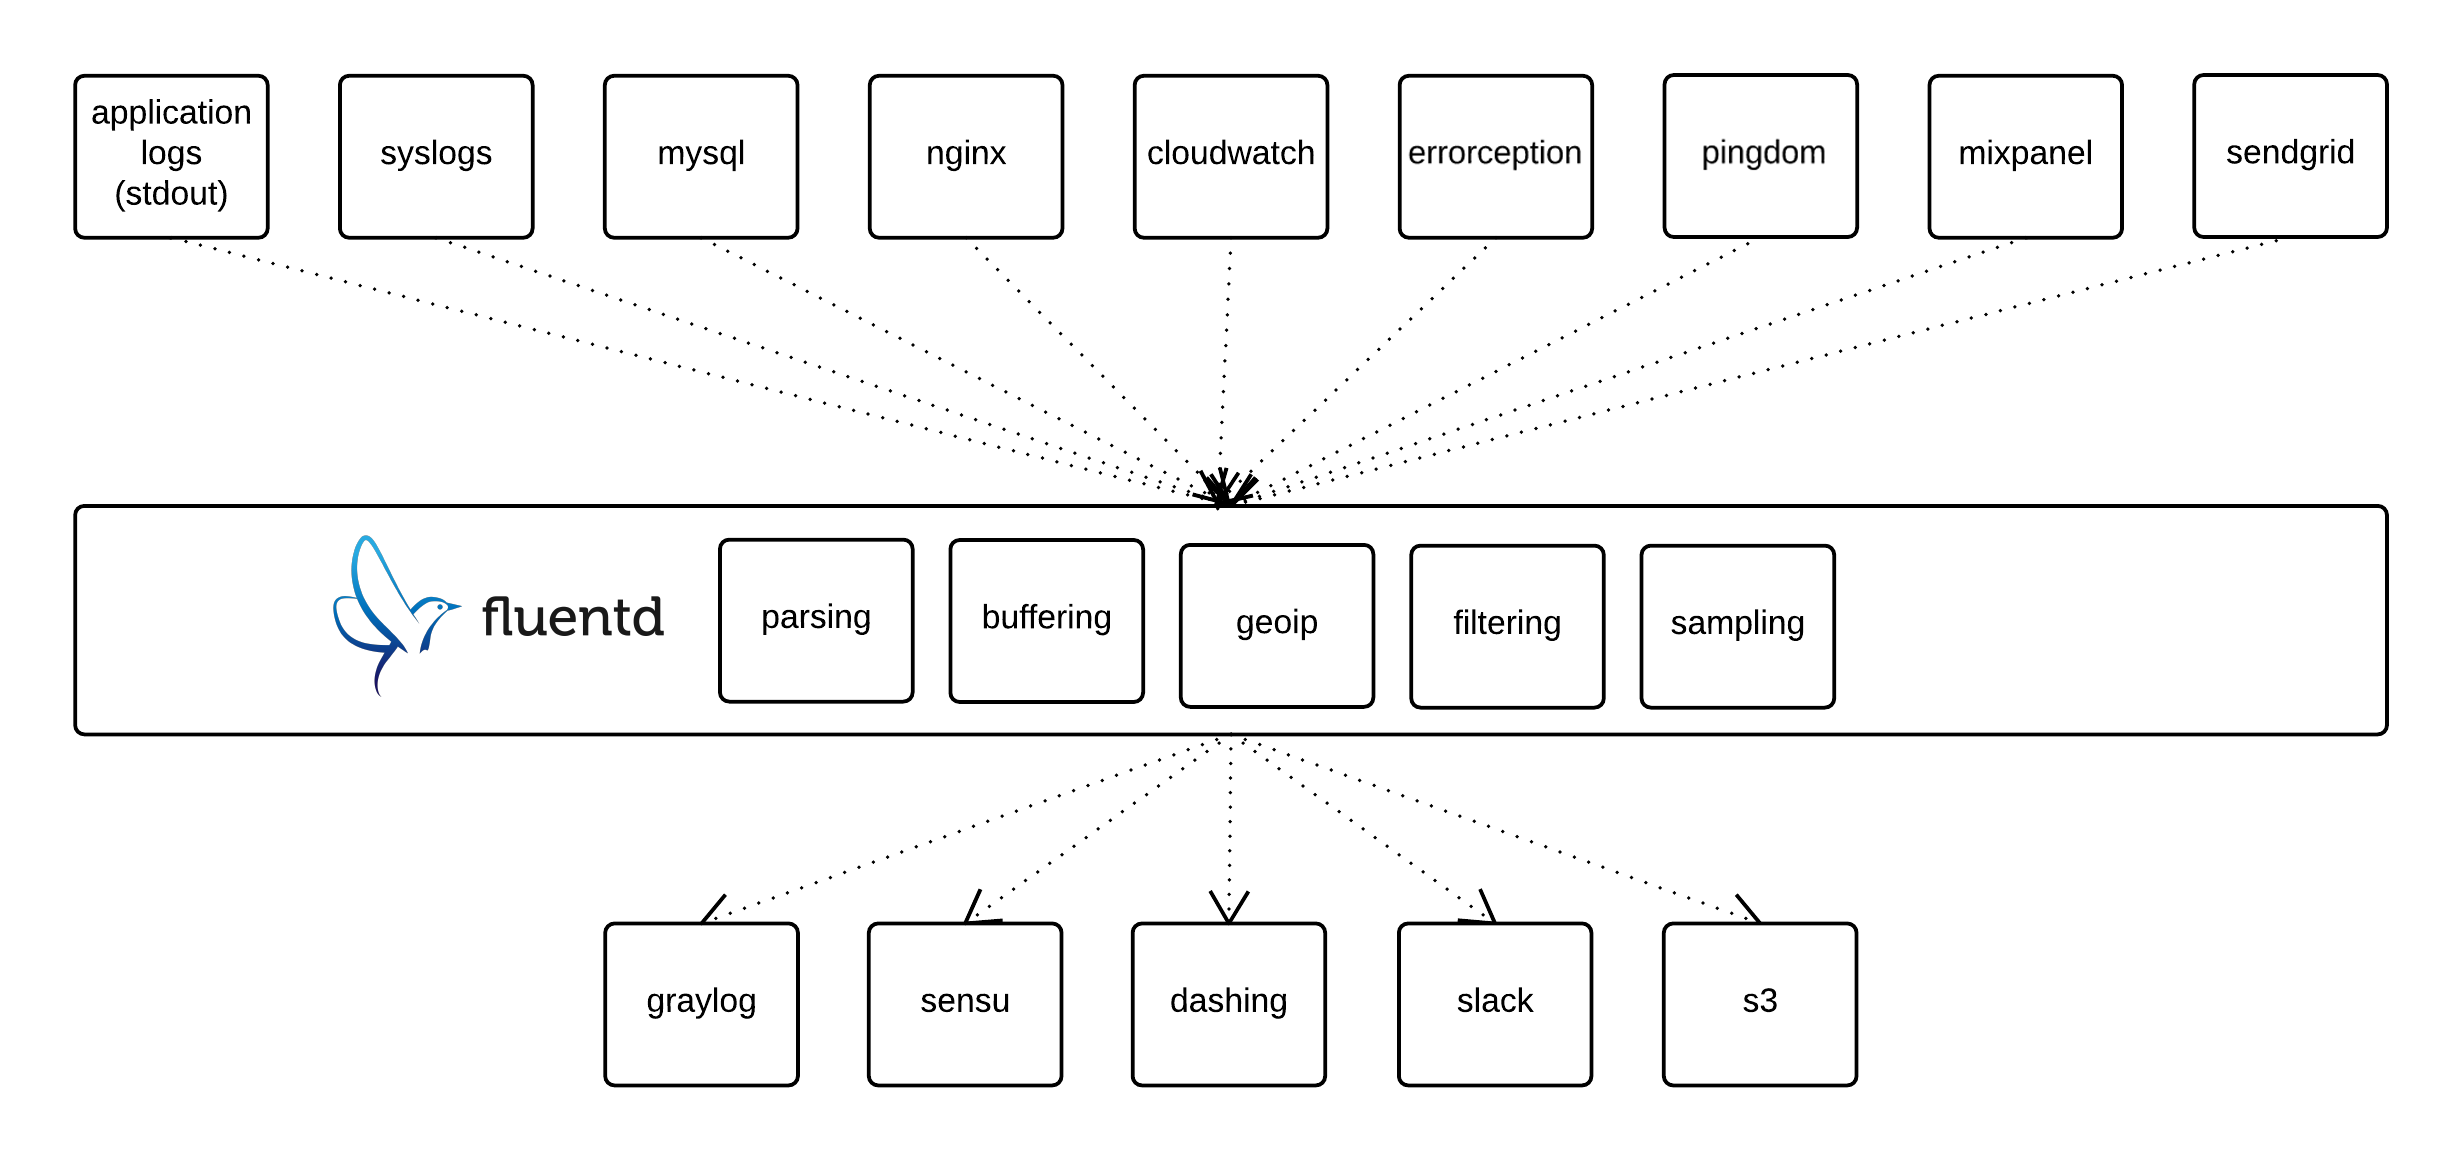 application
logs
(stdout)
syslogs
mysql
nginx
cloudwatch
errorception
pingdom
mixpanel
sendgrid
fluentd
parsing
buffering
geoip
filtering
sampling
graylog
sensu
dashing
slack
s3